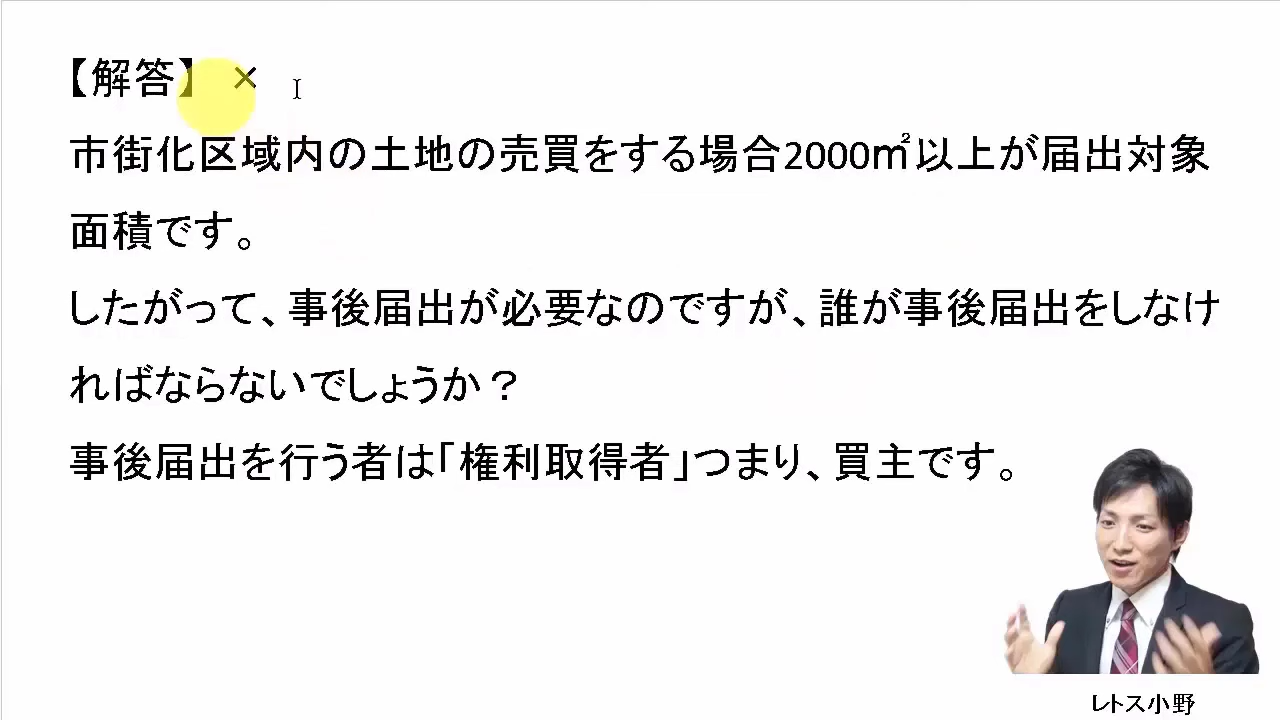 【解答】 ×
市街化区域内の土地の売買をする場合2000㎡以上が届出対象
面積です。
したがって、事後届出が必要なのですが、誰が事後届出をしなけ
ればならないでしょうか？
事後届出を行う者は「権利取得者」つまり、買主です。
レトス小野